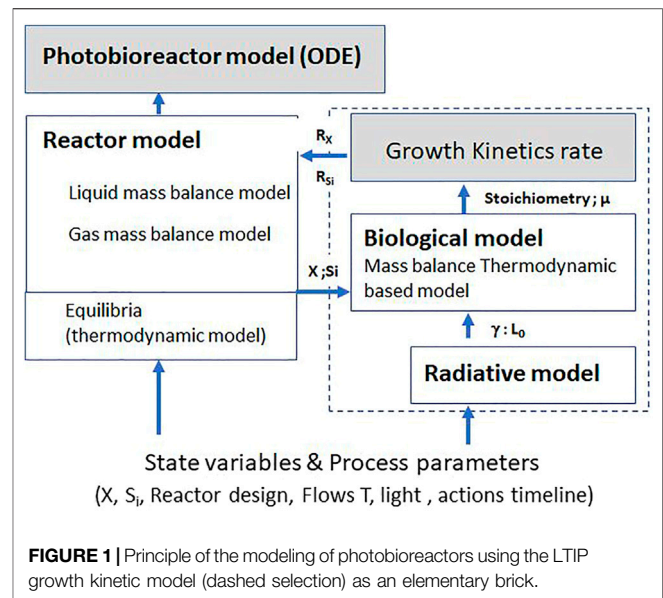 Photobioreactor model (ODE)
Reactor model
Liquid mass balance model
Gas mass balance model
Equilibria
(thermodynamic model)
R_X
R_Si
X ;Si
Growth Kinetics rate
Stoichiometry ; μ
Biological model
Mass balance Thermodynamic
based model
γ : L₀
Radiative model
State variables & Process parameters
(X, Sᵢ, Reactor design, Flows T, light , actions timeline)
FIGURE 1 | Principle of the modeling of photobioreactors using the LTIP
growth kinetic model (dashed selection) as an elementary brick.